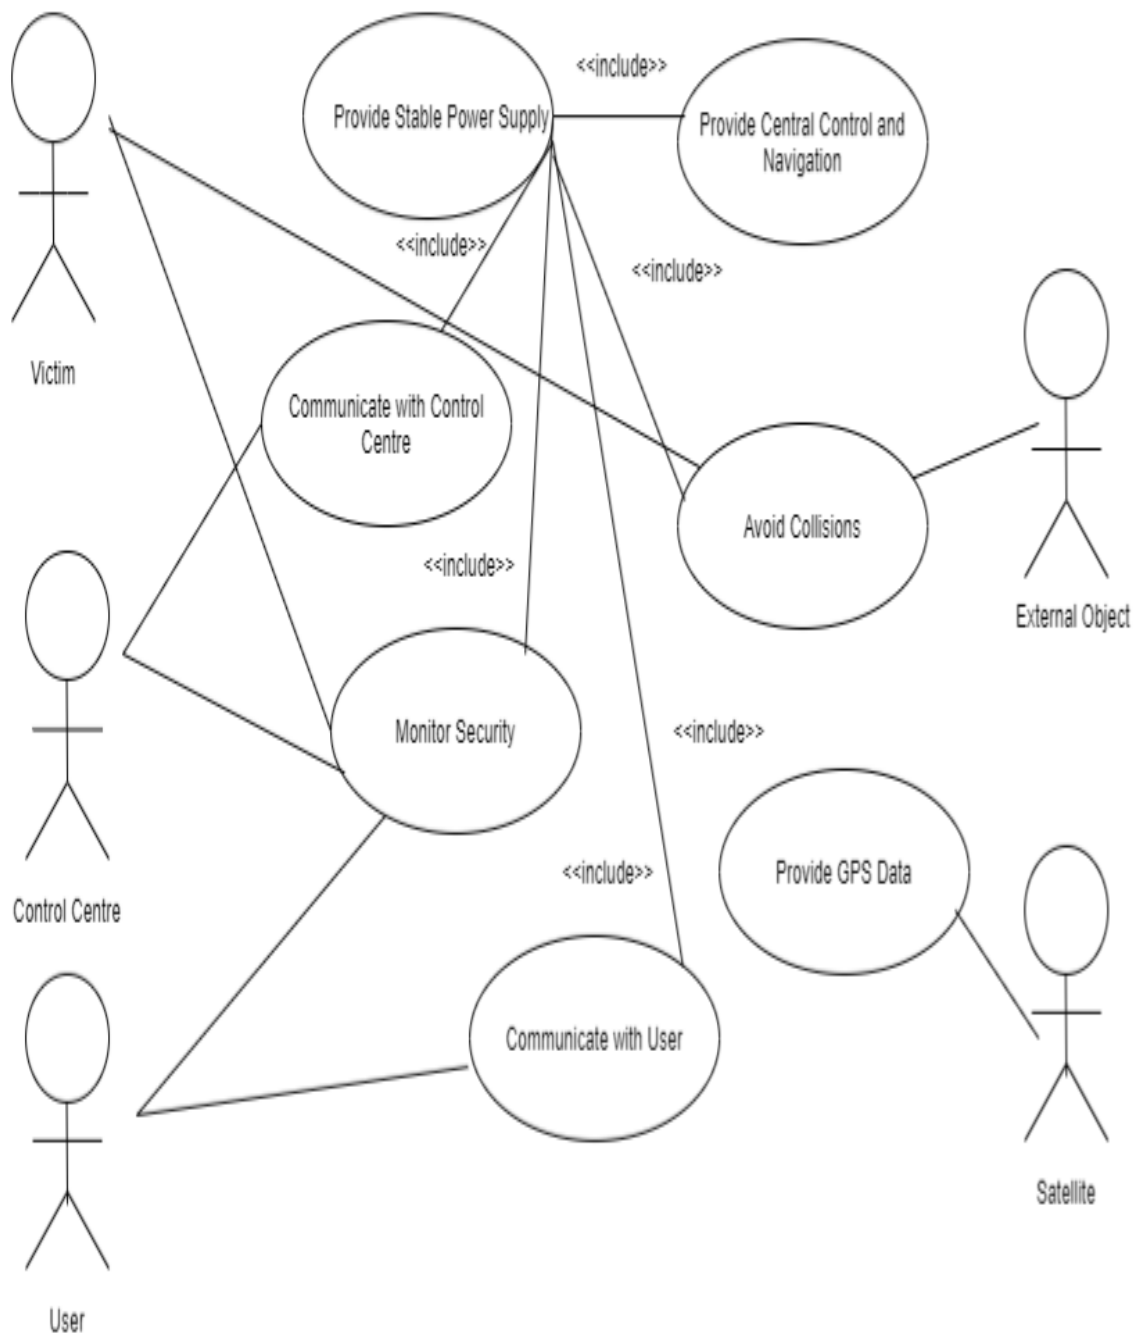 <<include>>
Provide Stable Power Supply
Provide Central Control and
Navigation
<<include>>
<<include>>
Victim
Communicate with Control
Centre
Avoid Collisions
<<include>>
External Object
Monitor Security
<<include>>
<<include>>
Provide GPS Data
Control Centre
Communicate with User
Satellite
User